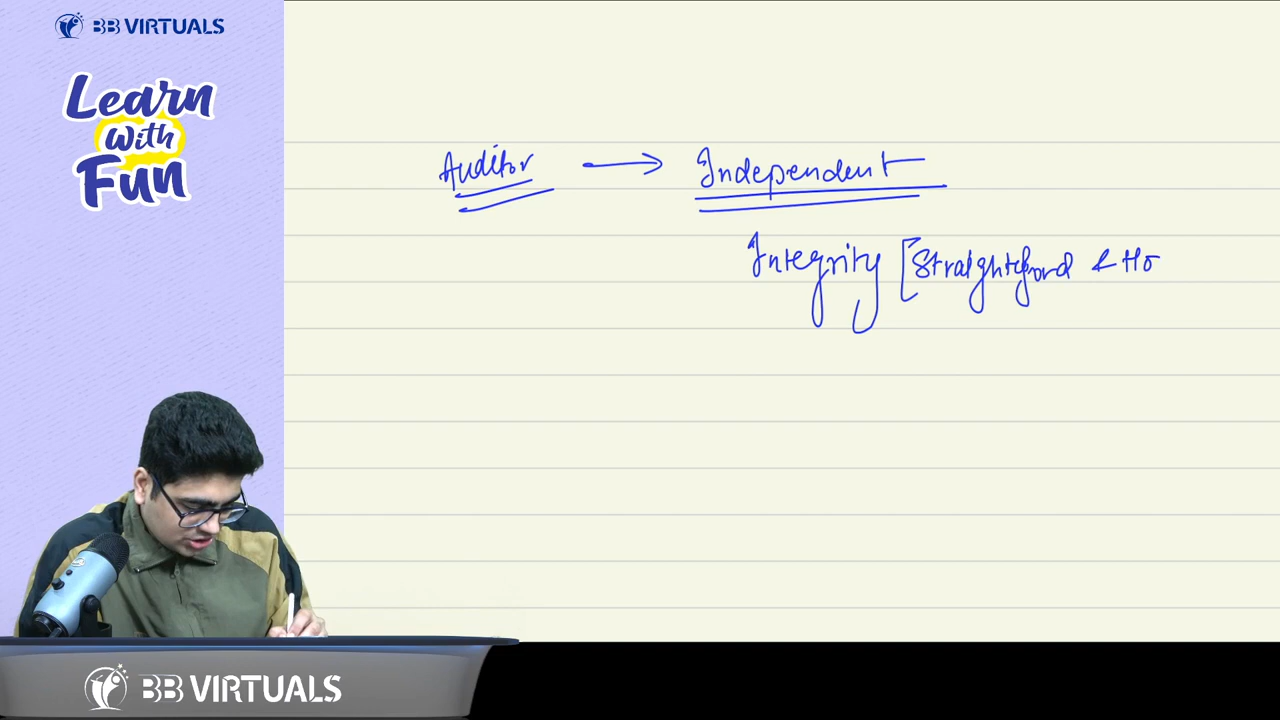 BB VIRTUALS
Learn
With
Fun
Auditor → Independent
Integrity [Straightford & Ho
BB VIRTUALS